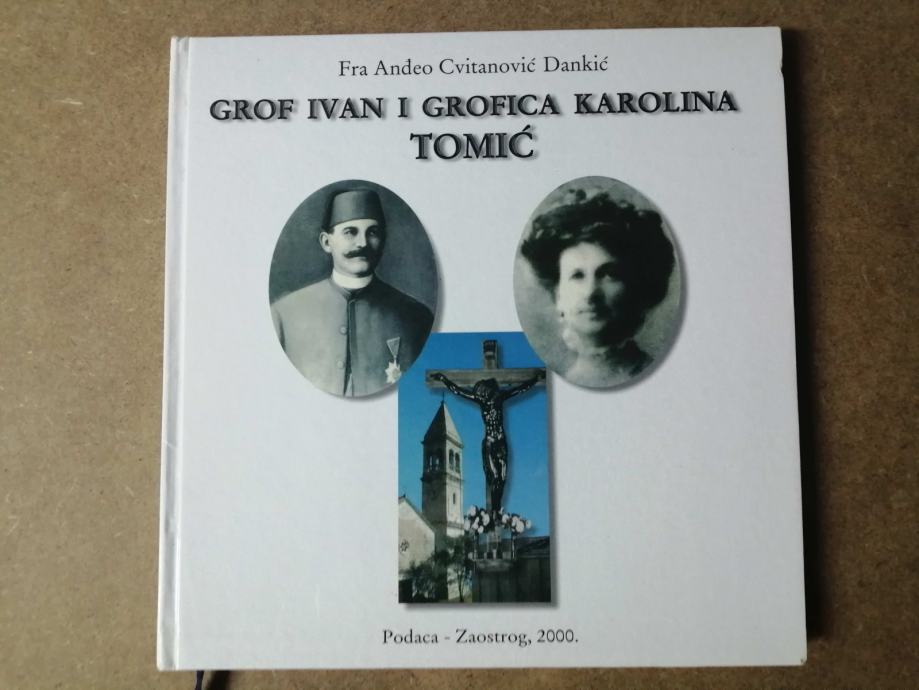 Fra Anđeo Cvitanović Dankić
GROF IVAN I GROFICA KAROLINA
TOMIĆ
Podaca - Zaostrog, 2000.